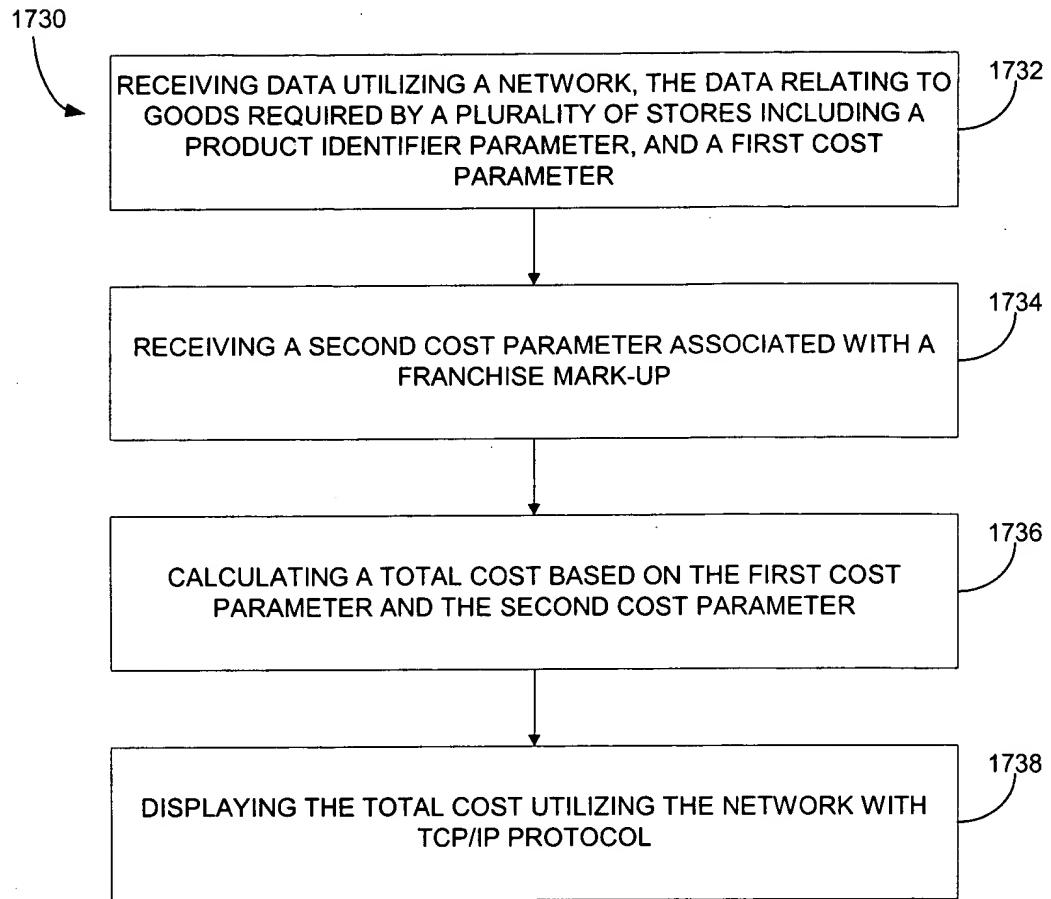 1730
RECEIVING DATA UTILIZING A NETWORK, THE DATA RELATING TO
GOODS REQUIRED BY A PLURALITY OF STORES INCLUDING A
PRODUCT IDENTIFIER PARAMETER, AND A FIRST COST
PARAMETER
1732
RECEIVING A SECOND COST PARAMETER ASSOCIATED WITH A
FRANCHISE MARK-UP
1734
CALCULATING A TOTAL COST BASED ON THE FIRST COST
PARAMETER AND THE SECOND COST PARAMETER
1736
DISPLAYING THE TOTAL COST UTILIZING THE NETWORK WITH
TCP/IP PROTOCOL
1738